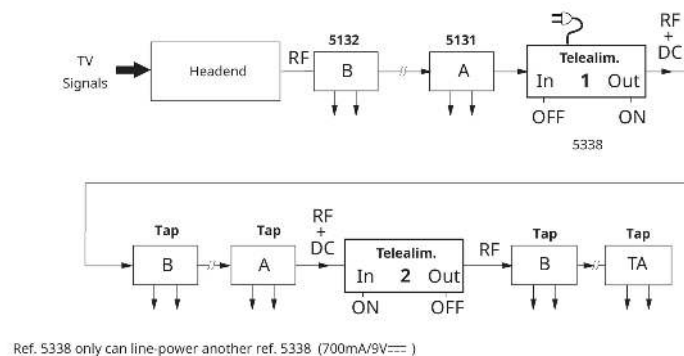 5132
5131
RF
+
DC
TV
Signals
Headend
RF
B
A
Telealim.
In 1 Out
OFF
ON
5338
Tap
Tap
RF
+
DC
Tap
Tap
B
A
Telealim.
In 2 Out
RF
B
TA
ON
OFF
Ref. 5338 only can line-power another ref. 5338 (700mA/9V⎓ )